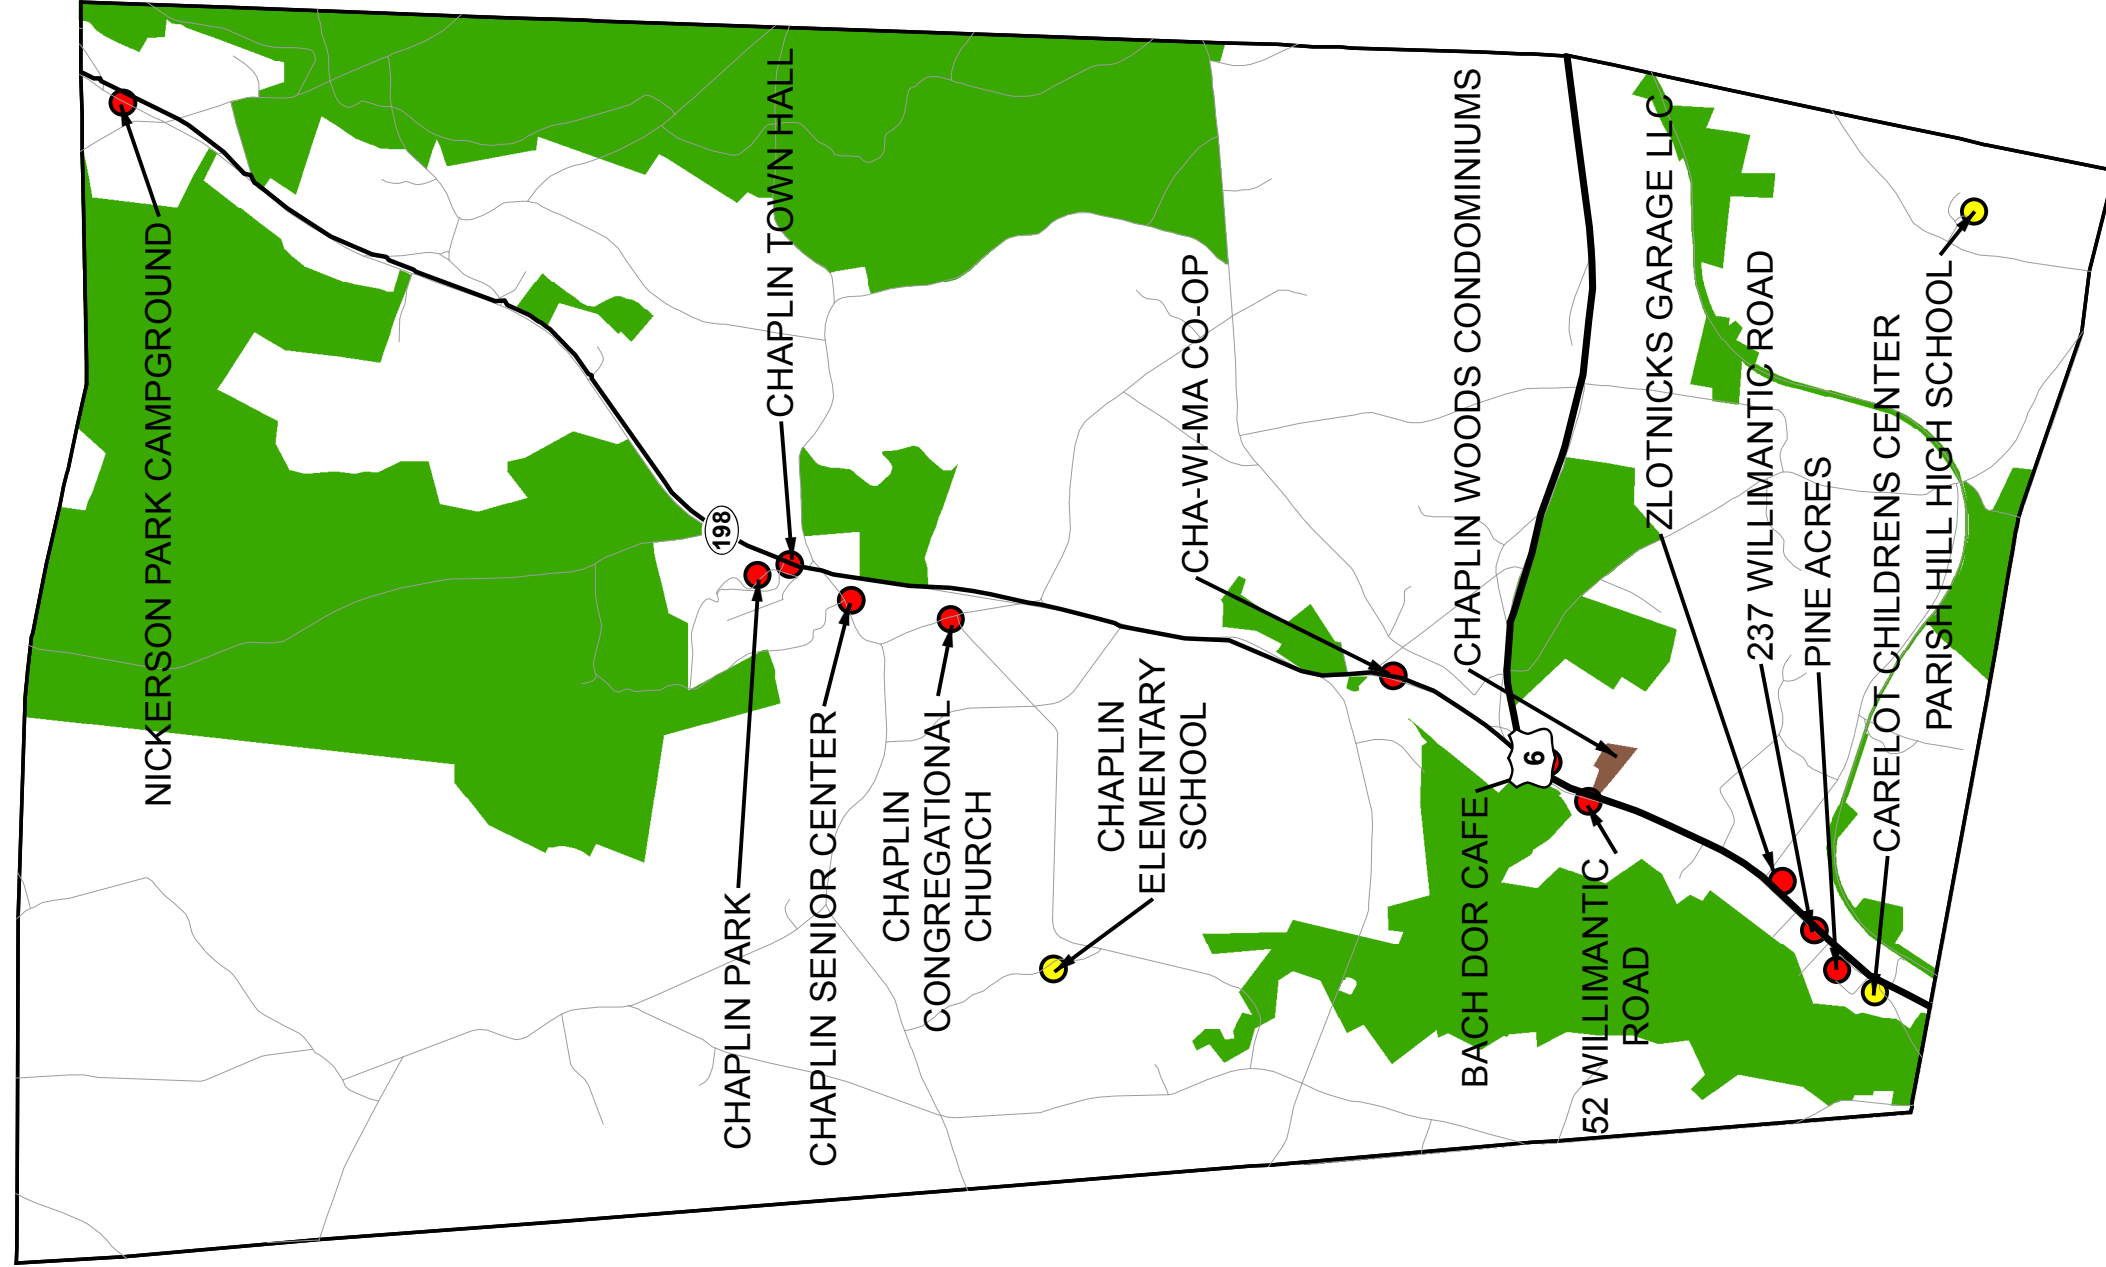 NICKERSON PARK CAMPGROUND
198
CHAPLIN PARK
CHAPLIN TOWN HALL
CHAPLIN SENIOR CENTER
CHAPLIN
CONGREGATIONAL
CHURCH
CHAPLIN
ELEMENTARY
SCHOOL
CHA-WI-MA CO-OP
CHAPLIN WOODS CONDOMINIUMS
BACH DOR CAFE
6
52 WILLIMANTIC
ROAD
ZLOTNICKS GARAGE LLC
2237 WILLIMANTIC ROAD
PINE ACRES
CARELOT CHILDRENS CENTER
PARISH HILL HIGH SCHOOL